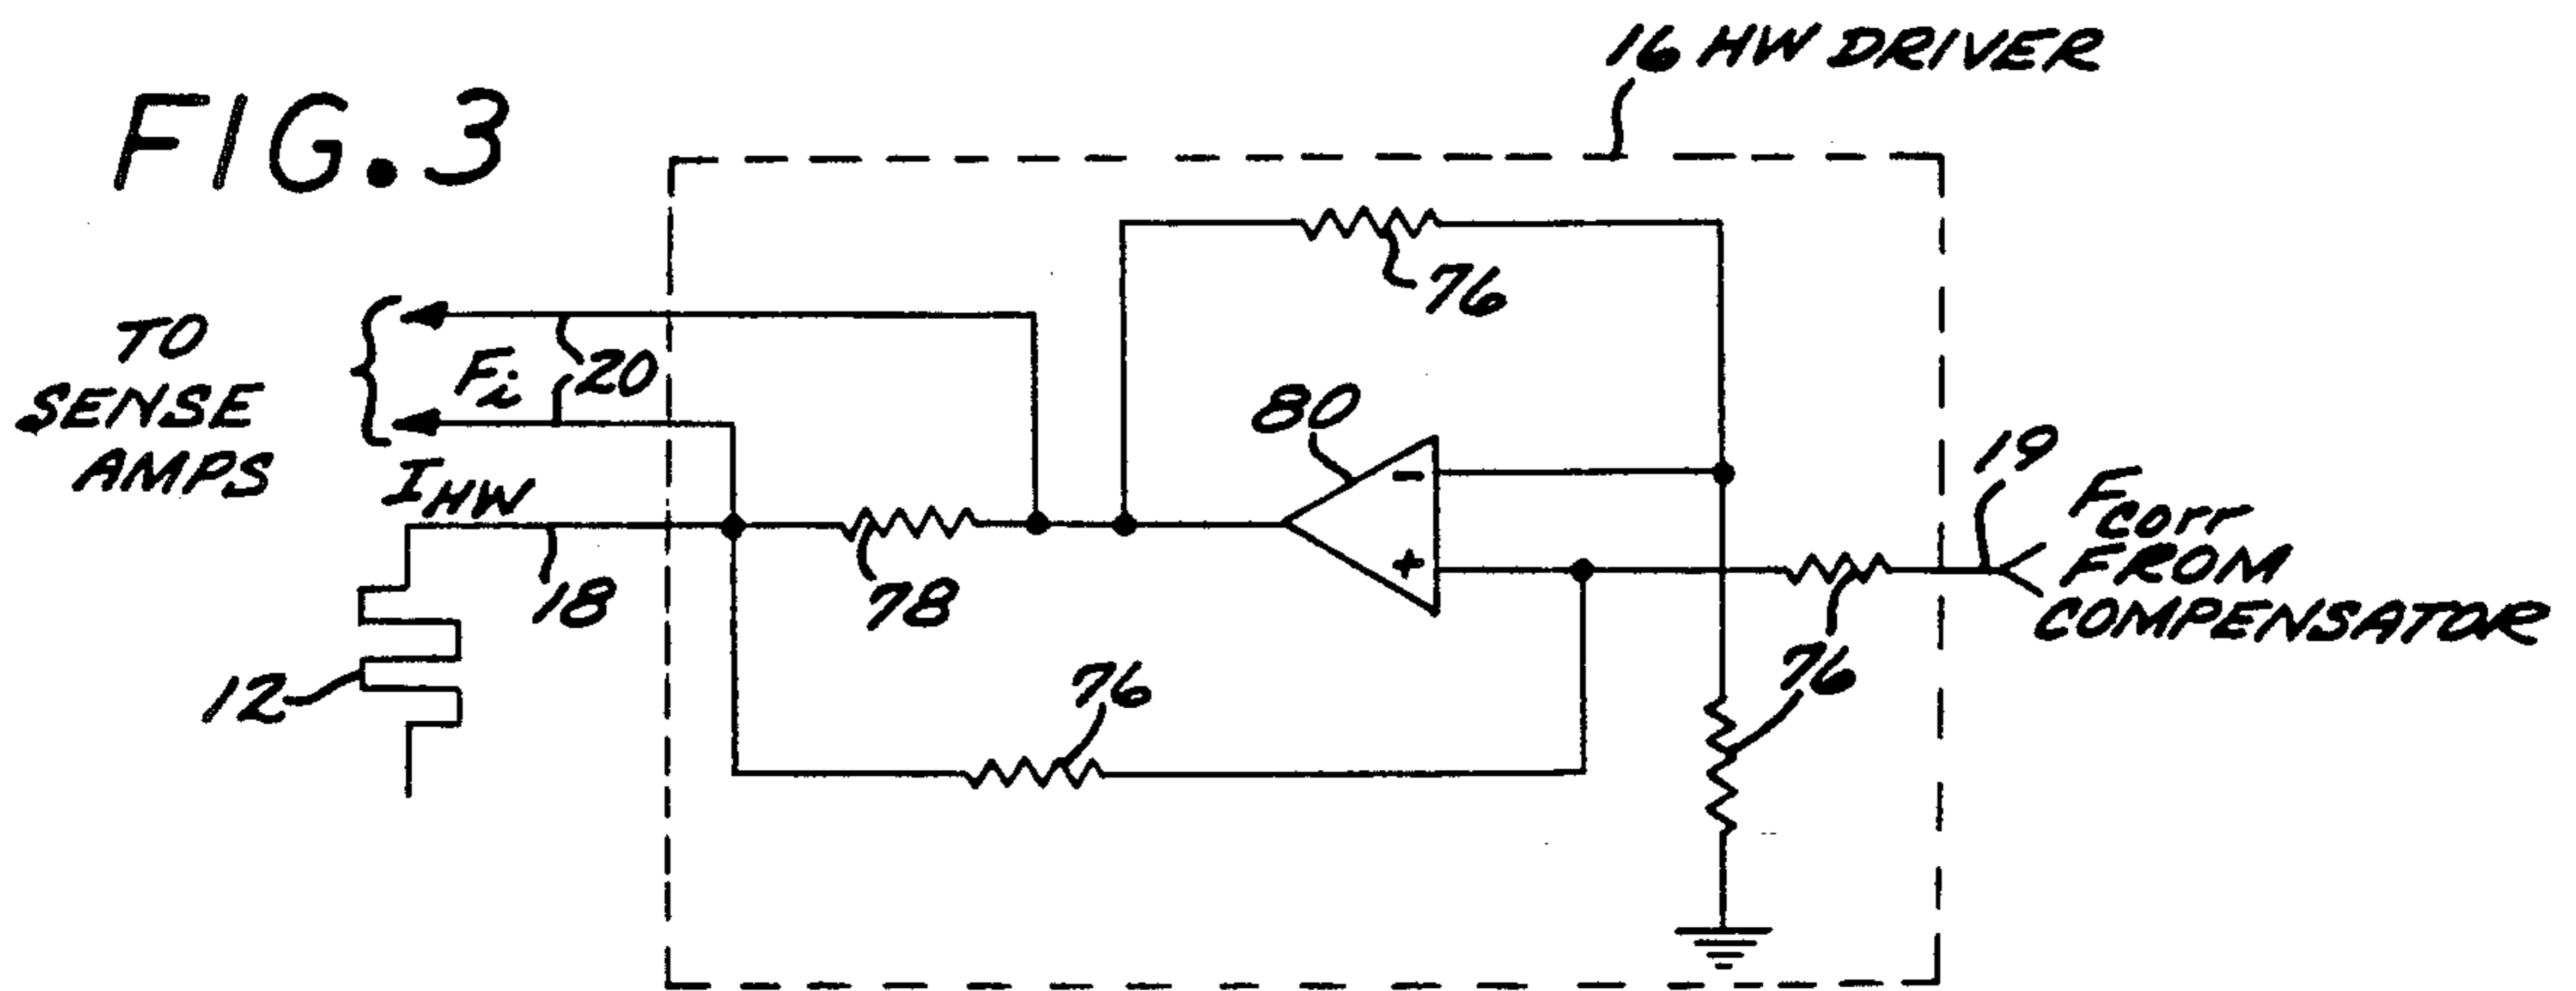 FIG. 3
16 HW DRIVER
76
TO
SENSE
AMPS
Fi
20
80
-
+
19
Fcorr
FROM
COMPENSATOR
IHW
18
78
12
76
76